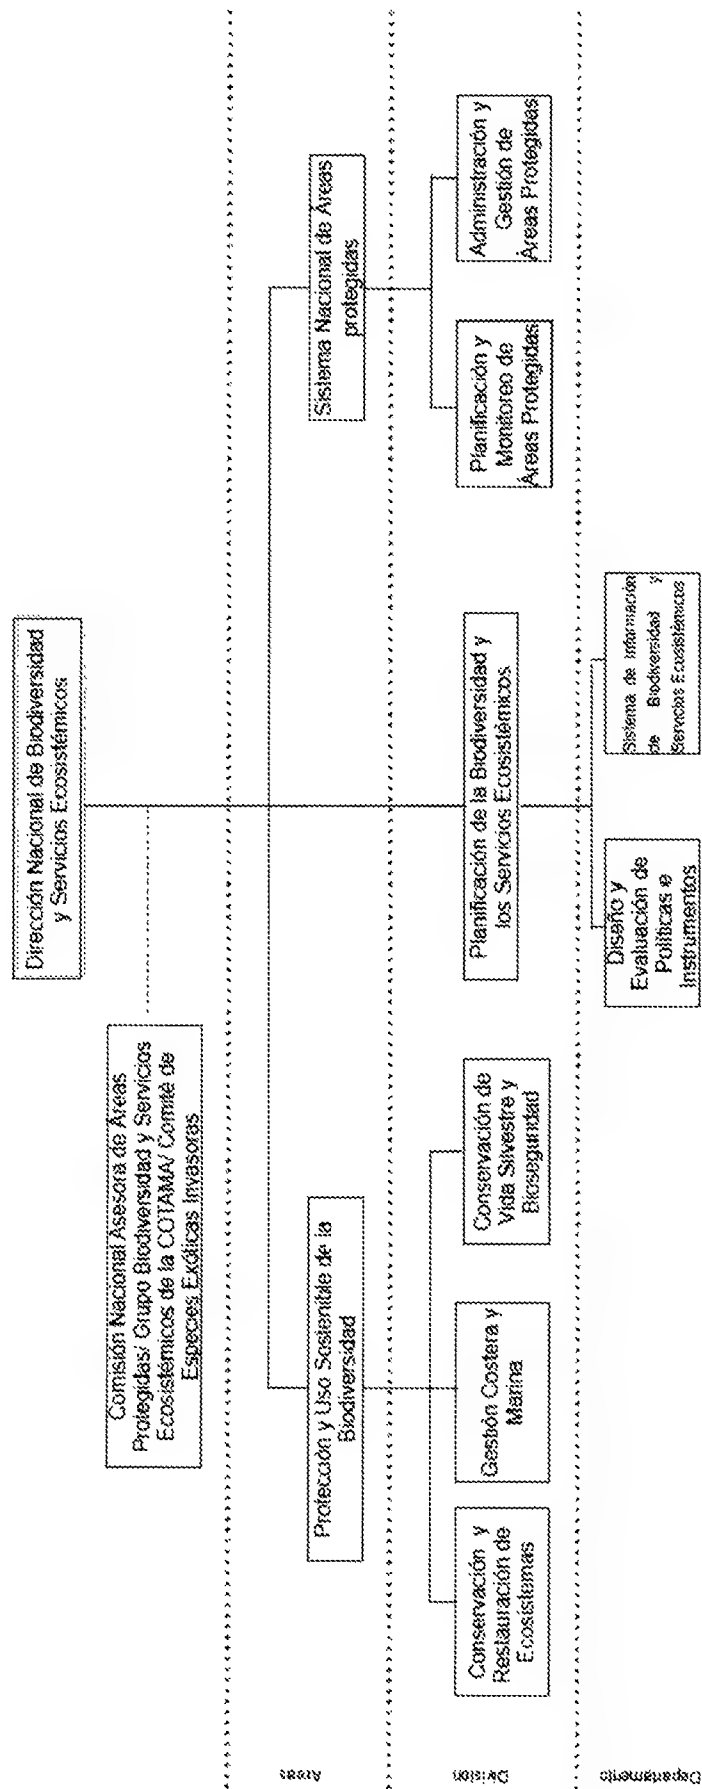 Dirección Nacional de Biodiversidad
y Servicios Ecosistémicos
Comisión Nacional Asesora de Áreas
Protegidas/ Grupo Biodiversidad y Servicios
Ecosistémicos de la COTAMA/ Comité de
Especies Exóticas Invasoras
Areas
Protección y Uso Sostenible de la
Biodiversidad
Sistema Nacional de Áreas
protegidas
División
Conservación y
Restauración de
Ecosistemas
Gestión Costera y
Marina
Conservación de
Vida Silvestre y
Bioseguridad
Planificación de la Biodiversidad y
los Servicios Ecosistémicos
Planificación y
Monitoreo de
Áreas Protegidas
Administración y
Gestión de
Áreas Protegidas
Departamento
Diseño y
Evaluación de
Políticas e
Instrumentos
Sistema de Información
de Biodiversidad y
Servicios Ecosistémicos